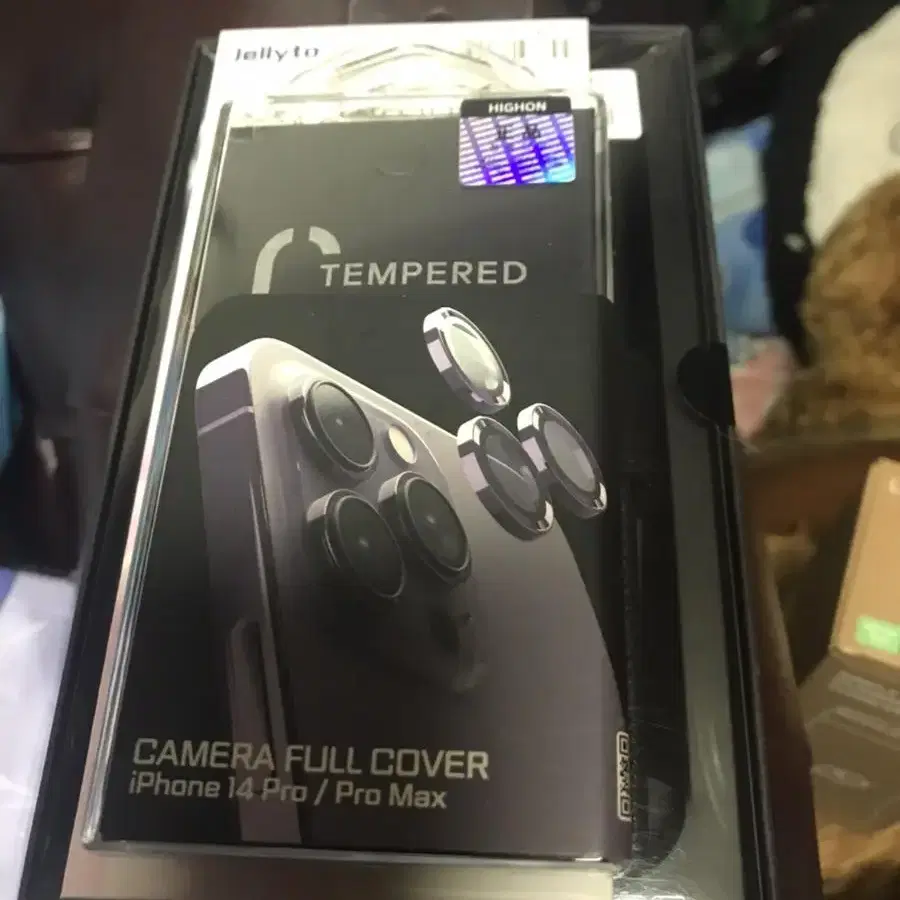 Jellyto
HIGHON
TEMPERED
CAMERA FULL COVER
iPhone 14 Pro / Pro Max